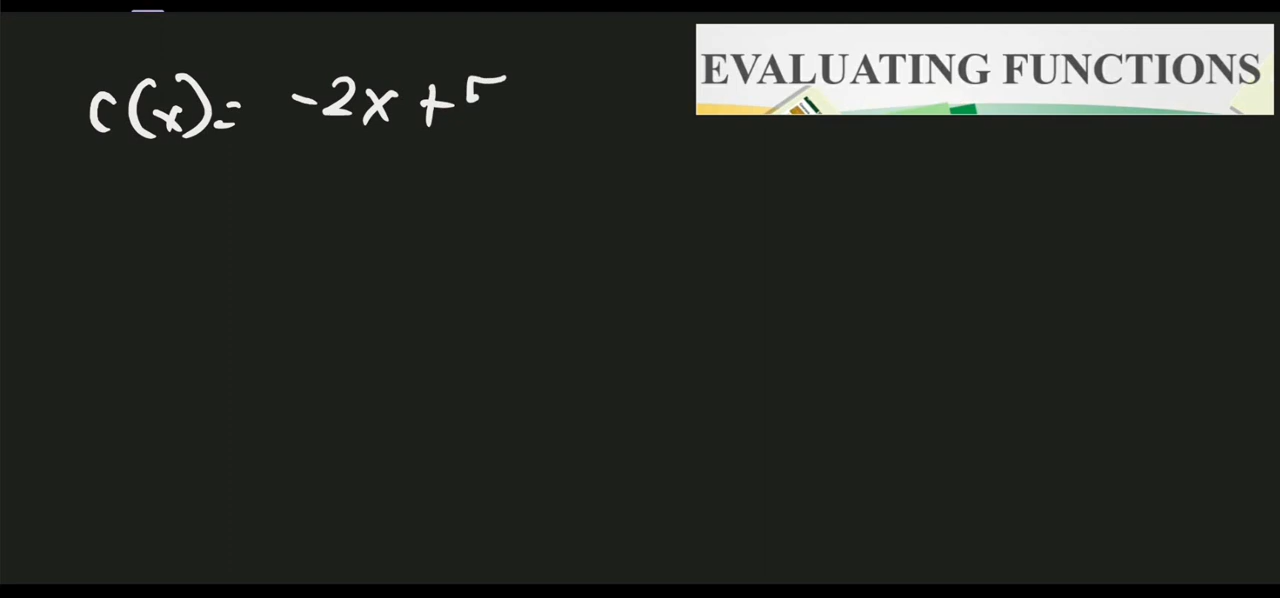 c(x) = -2x + 5
EVALUATING FUNCTIONS